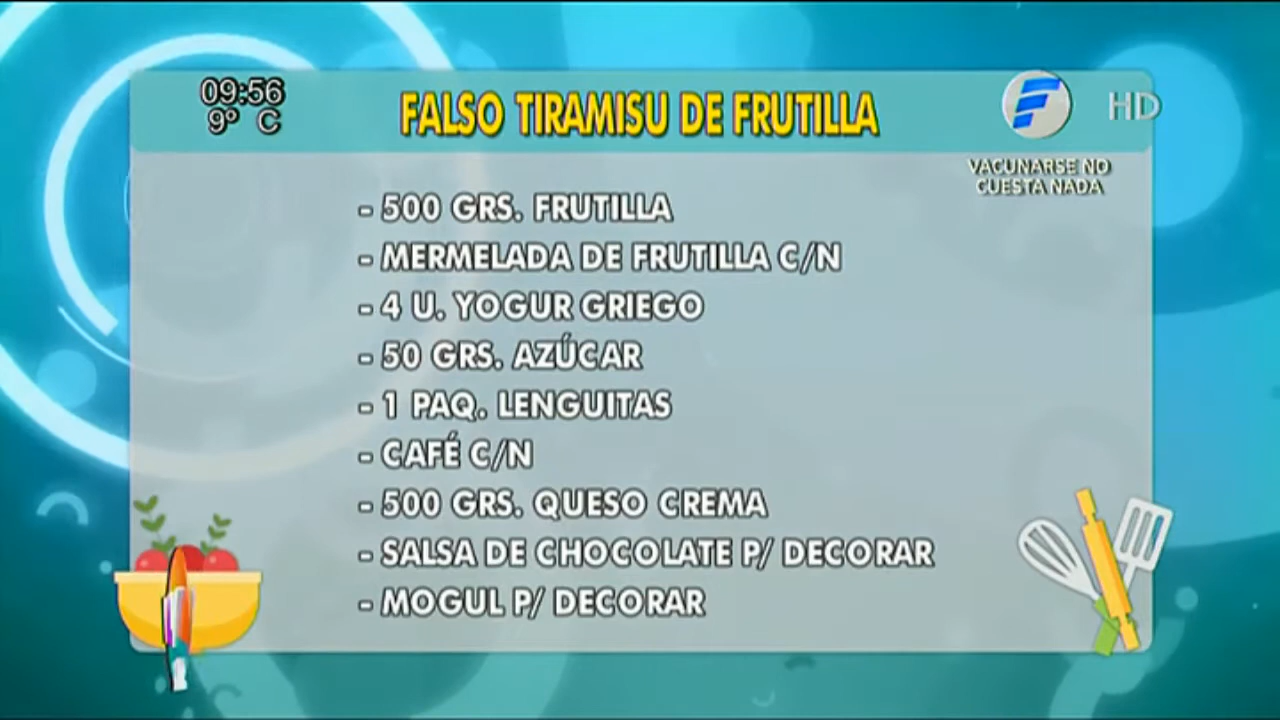 09:56
9° C
FALSO TIRAMISU DE FRUTILLA
HD
VACUNARSE NO
CUESTA NADA
- 500 GRS. FRUTILLA
- MERMELADA DE FRUTILLA C/N
- 4 U. YOGUR GRIEGO
- 50 GRS. AZÚCAR
- 1 PAQ. LENGUITAS
- CAFÉ C/N
- 500 GRS. QUESO CREMA
- SALSA DE CHOCOLATE P/ DECORAR
- MOGUL P/ DECORAR